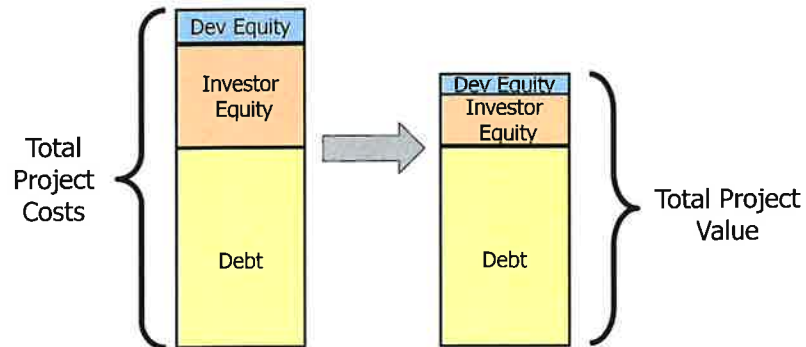 Total
Project
Costs
Dev Equity
Investor
Equity
Debt
Dev Equity
Investor
Equity
Debt
Total Project
Value